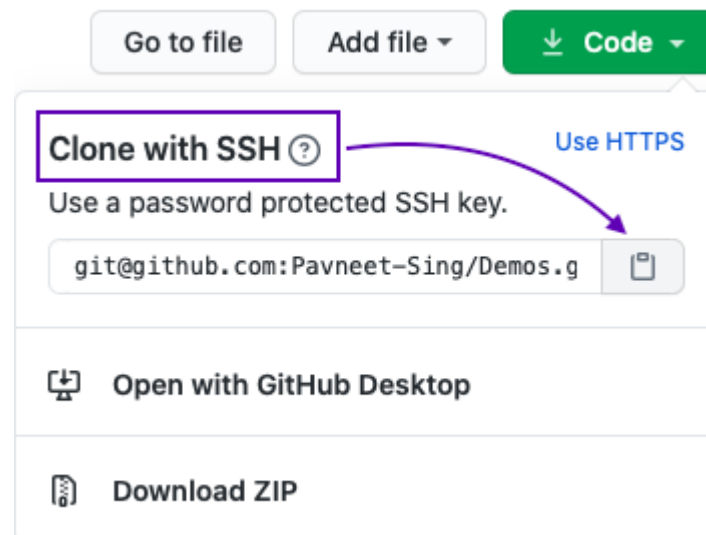 Go to file Add file Code
Clone with SSH Use HTTPS
Use a password protected SSH key.
git@github.com:Pavneet-Sing/Demos.g
Open with GitHub Desktop
Download ZIP